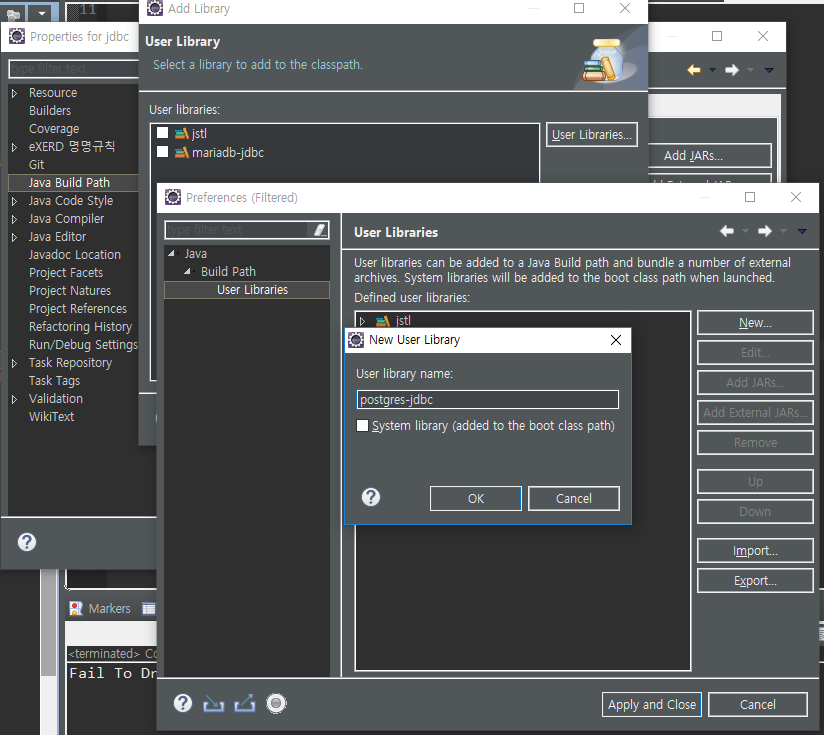 11
Add Library
User Library
Select a library to add to the classpath.
User libraries:
jstl
mariadb-jdbc
User Libraries...
Properties for jdbc
type filter text
Resource
Builders
Coverage
eXERD 명명규칙
Git
Java Build Path
Java Code Style
Java Compiler
Java Editor
Javadoc Location
Project Facets
Project Natures
Project References
Refactoring History
Run/Debug Settings
Task Repository
Task Tags
Validation
WikiText
Add JARs...
Preferences (Filtered)
type filter text
Java
Build Path
User Libraries
User Libraries
User libraries can be added to a Java Build path and bundle a number of external
archives. System libraries will be added to the boot class path when launched.
Defined user libraries:
jstl
New...
Edit...
Add JARs...
Add External JARs...
Remove
Up
Down
Import...
Export...
New User Library
User library name:
postgres-jdbc
System library (added to the boot class path)
OK
Cancel
Apply and Close
Cancel
Markers
<terminated> Co
Fail To Dr